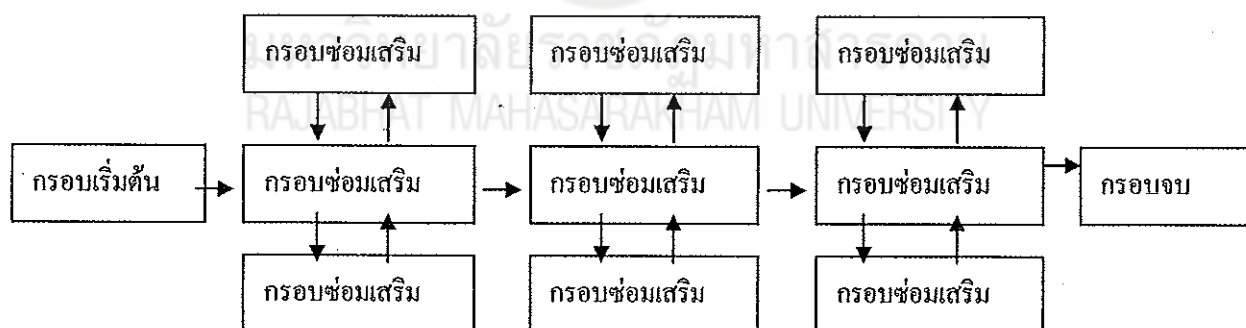 กรอบซ่อมเสริม กรอบซ่อมเสริม กรอบซ่อมเสริม
มหาวิทยาลัยราชภัฏมหาสารคาม
RAJABHAT MAHASARAKHAM UNIVERSITY
กรอบเริ่มต้น กรอบซ่อมเสริม กรอบซ่อมเสริม กรอบซ่อมเสริม กรอบจบ
กรอบซ่อมเสริม กรอบซ่อมเสริม กรอบซ่อมเสริม